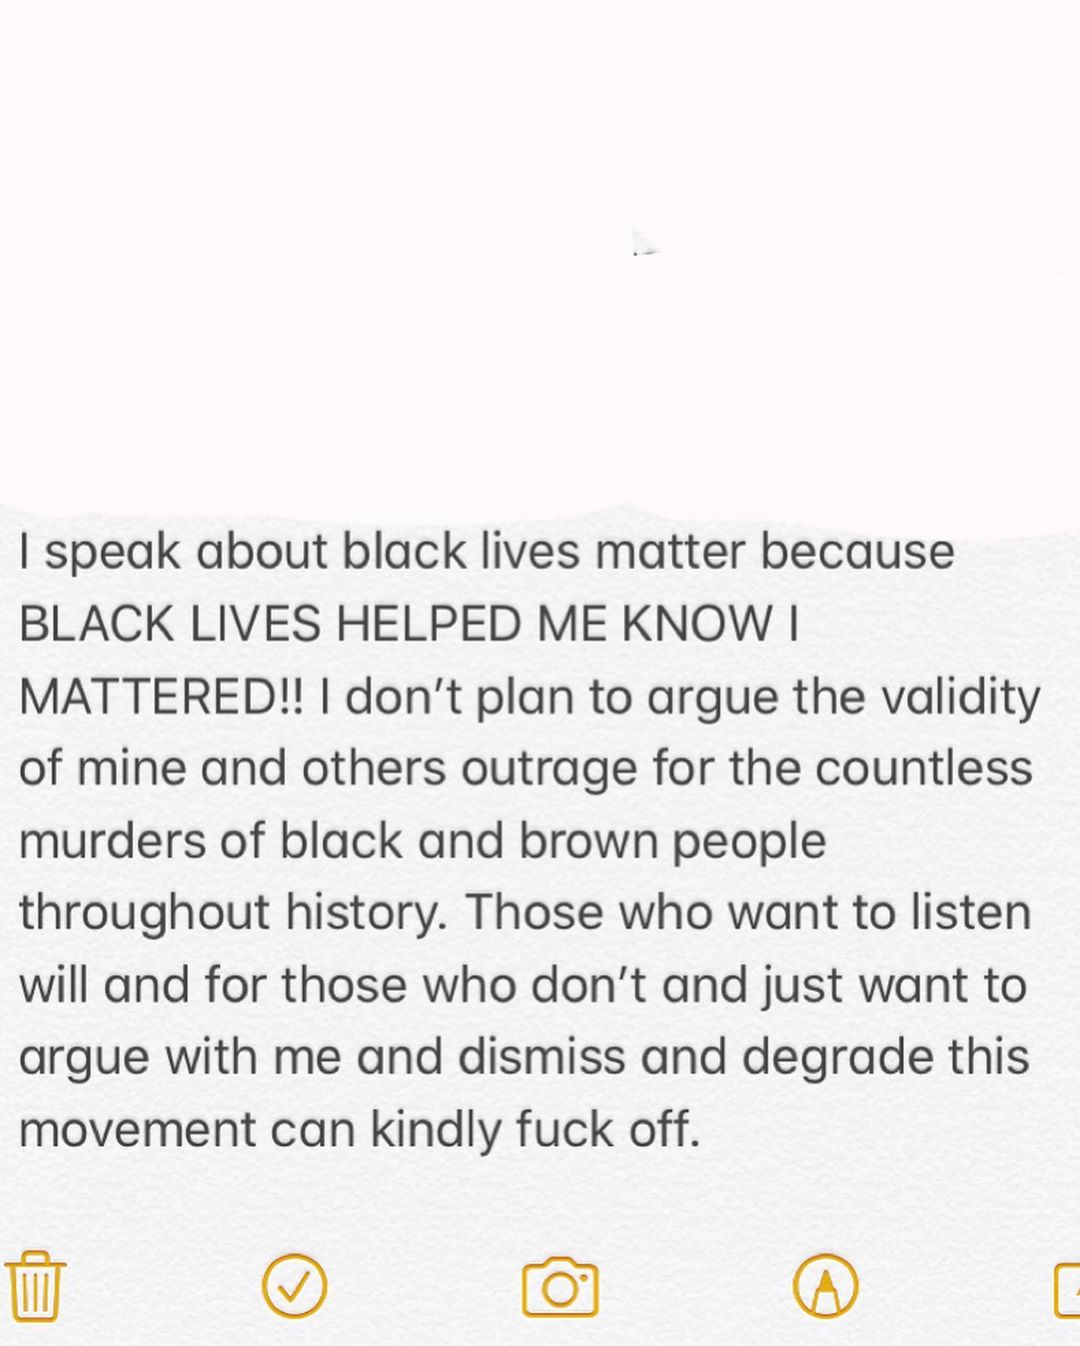 I speak about black lives matter because
BLACK LIVES HELPED ME KNOW I
MATTERED!! I don’t plan to argue the validity
of mine and others outrage for the countless
murders of black and brown people
throughout history. Those who want to listen
will and for those who don’t and just want to
argue with me and dismiss and degrade this
movement can kindly fuck off.